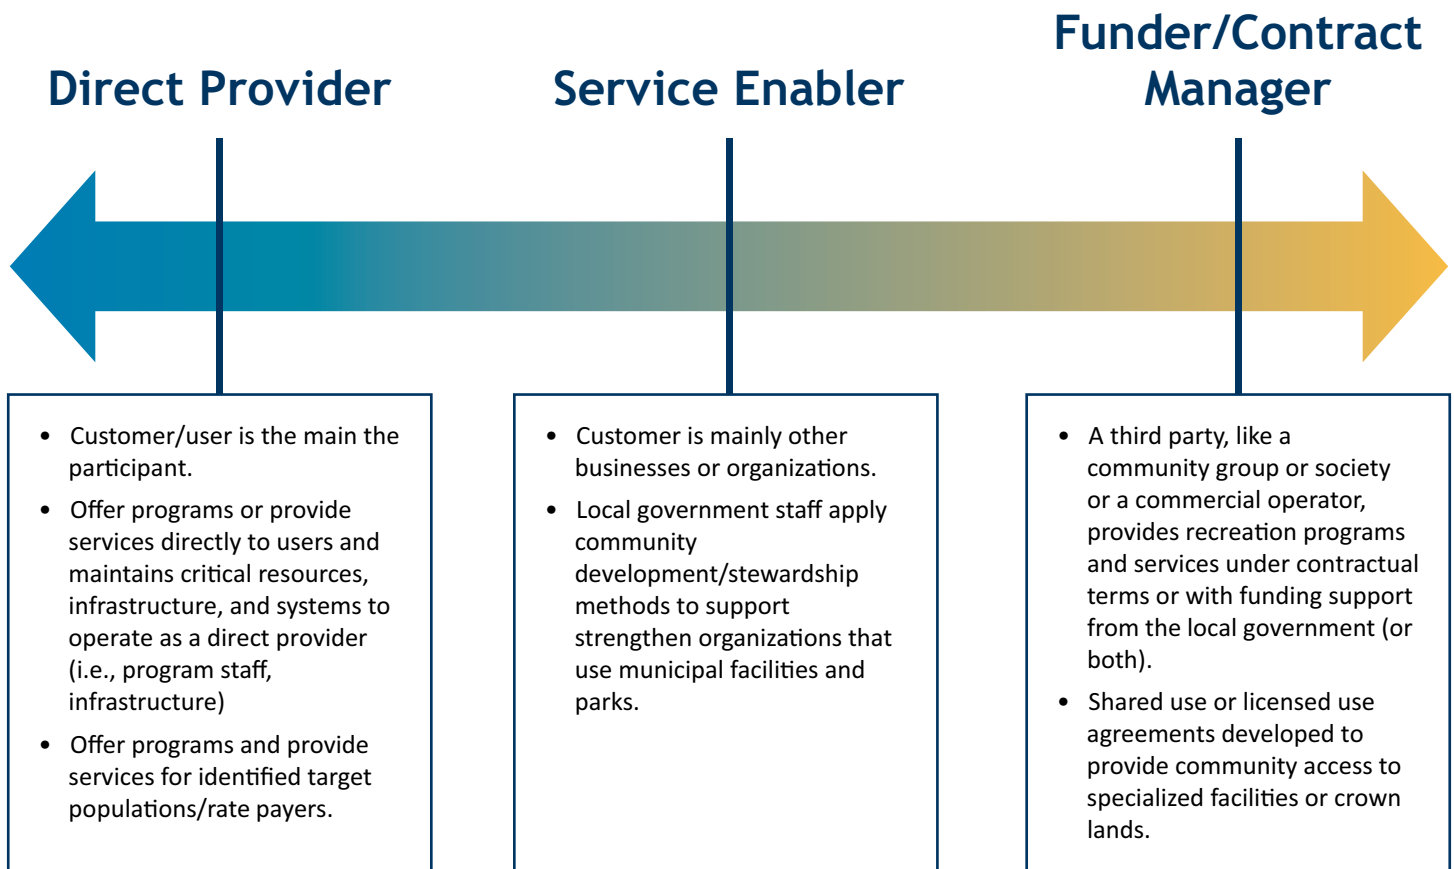 Direct Provider
Service Enabler
Funder/Contract
Manager
• Customer/user is the main the
participant.
• Offer programs or provide
services directly to users and
maintains critical resources,
infrastructure, and systems to
operate as a direct provider
(i.e., program staff,
infrastructure)
• Offer programs and provide
services for identified target
populations/rate payers.
• Customer is mainly other
businesses or organizations.
• Local government staff apply
community
development/stewardship
methods to support
strengthen organizations that
use municipal facilities and
parks.
• A third party, like a
community group or society
or a commercial operator,
provides recreation programs
and services under contractual
terms or with funding support
from the local government (or
both).
• Shared use or licensed use
agreements developed to
provide community access to
specialized facilities or crown
lands.